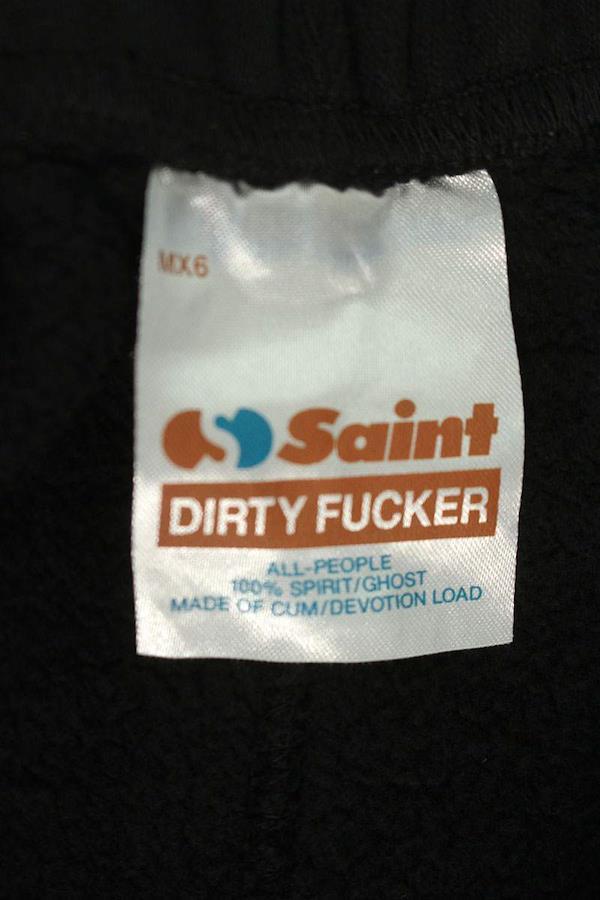 MX6
Saint
DIRTY FUCKER
ALL-PEOPLE
100% SPIRIT/GHOST
MADE OF CUM/DEVOTION LOAD